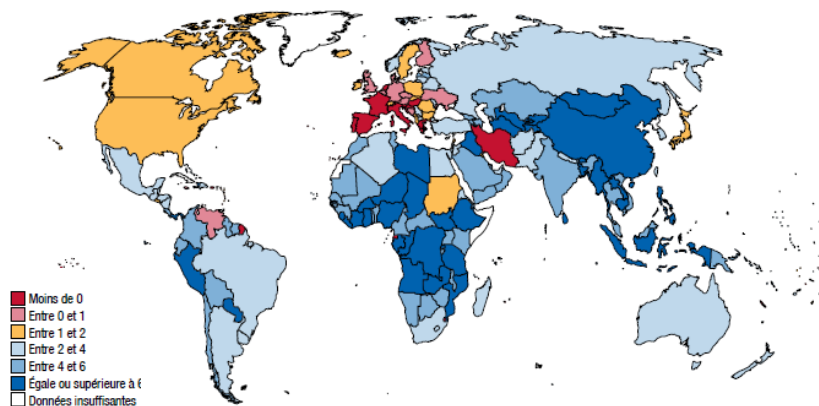 Moins de 0
Entre 0 et 1
Entre 1 et 2
Entre 2 et 4
Entre 4 et 6
Égale ou supérieure à 6
Données insuffisantes